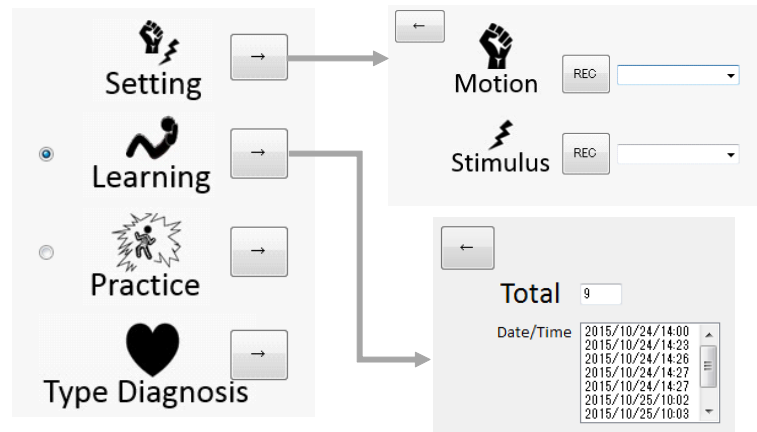 →
Setting
→
Learning
→
Practice
→
Type Diagnosis
←
Motion
REC
Stimulus
REC
←
Total
9
Date/Time
2015/10/24/14:00
2015/10/24/14:23
2015/10/24/14:26
2015/10/24/14:27
2015/10/24/14:27
2015/10/25/10:02
2015/10/25/10:03